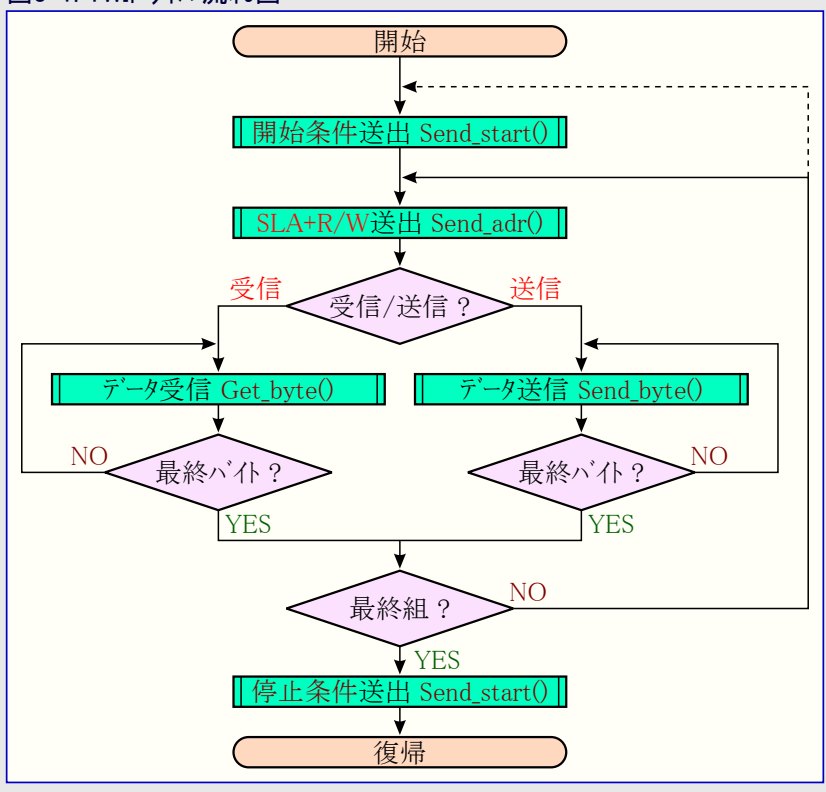 開始
開始条件送出 Send_start()
SLA+R/W送出 Send_adr()
受信
受信/送信 ?
送信
データ受信 Get_byte()
データ送信 Send_byte()
NO
最終バイト ?
最終バイト ?
NO
YES
YES
最終組 ?
NO
YES
停止条件送出 Send_start()
復帰